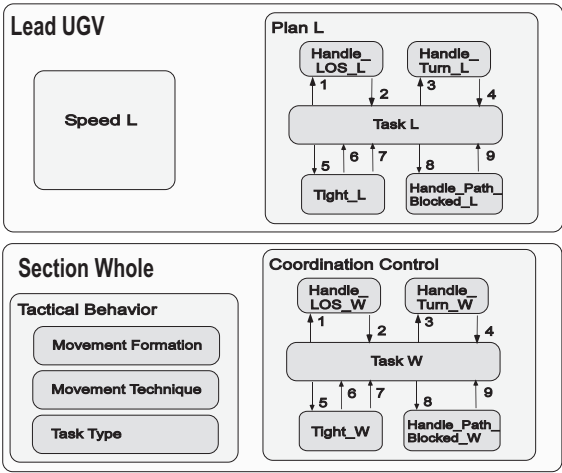 Lead UGV
Speed L
Plan L
Handle_
LOS_L
Handle_
Turn_L
1
2
3
4
Task L
5
6
7
8
9
Tight_L
Handle_Path_
Blocked_L
Section Whole
Tactical Behavior
Movement Formation
Movement Technique
Task Type
Coordination Control
Handle_
LOS_W
Handle_
Turn_W
1
2
3
4
Task W
5
6
7
8
9
Tight_W
Handle_Path_
Blocked_W